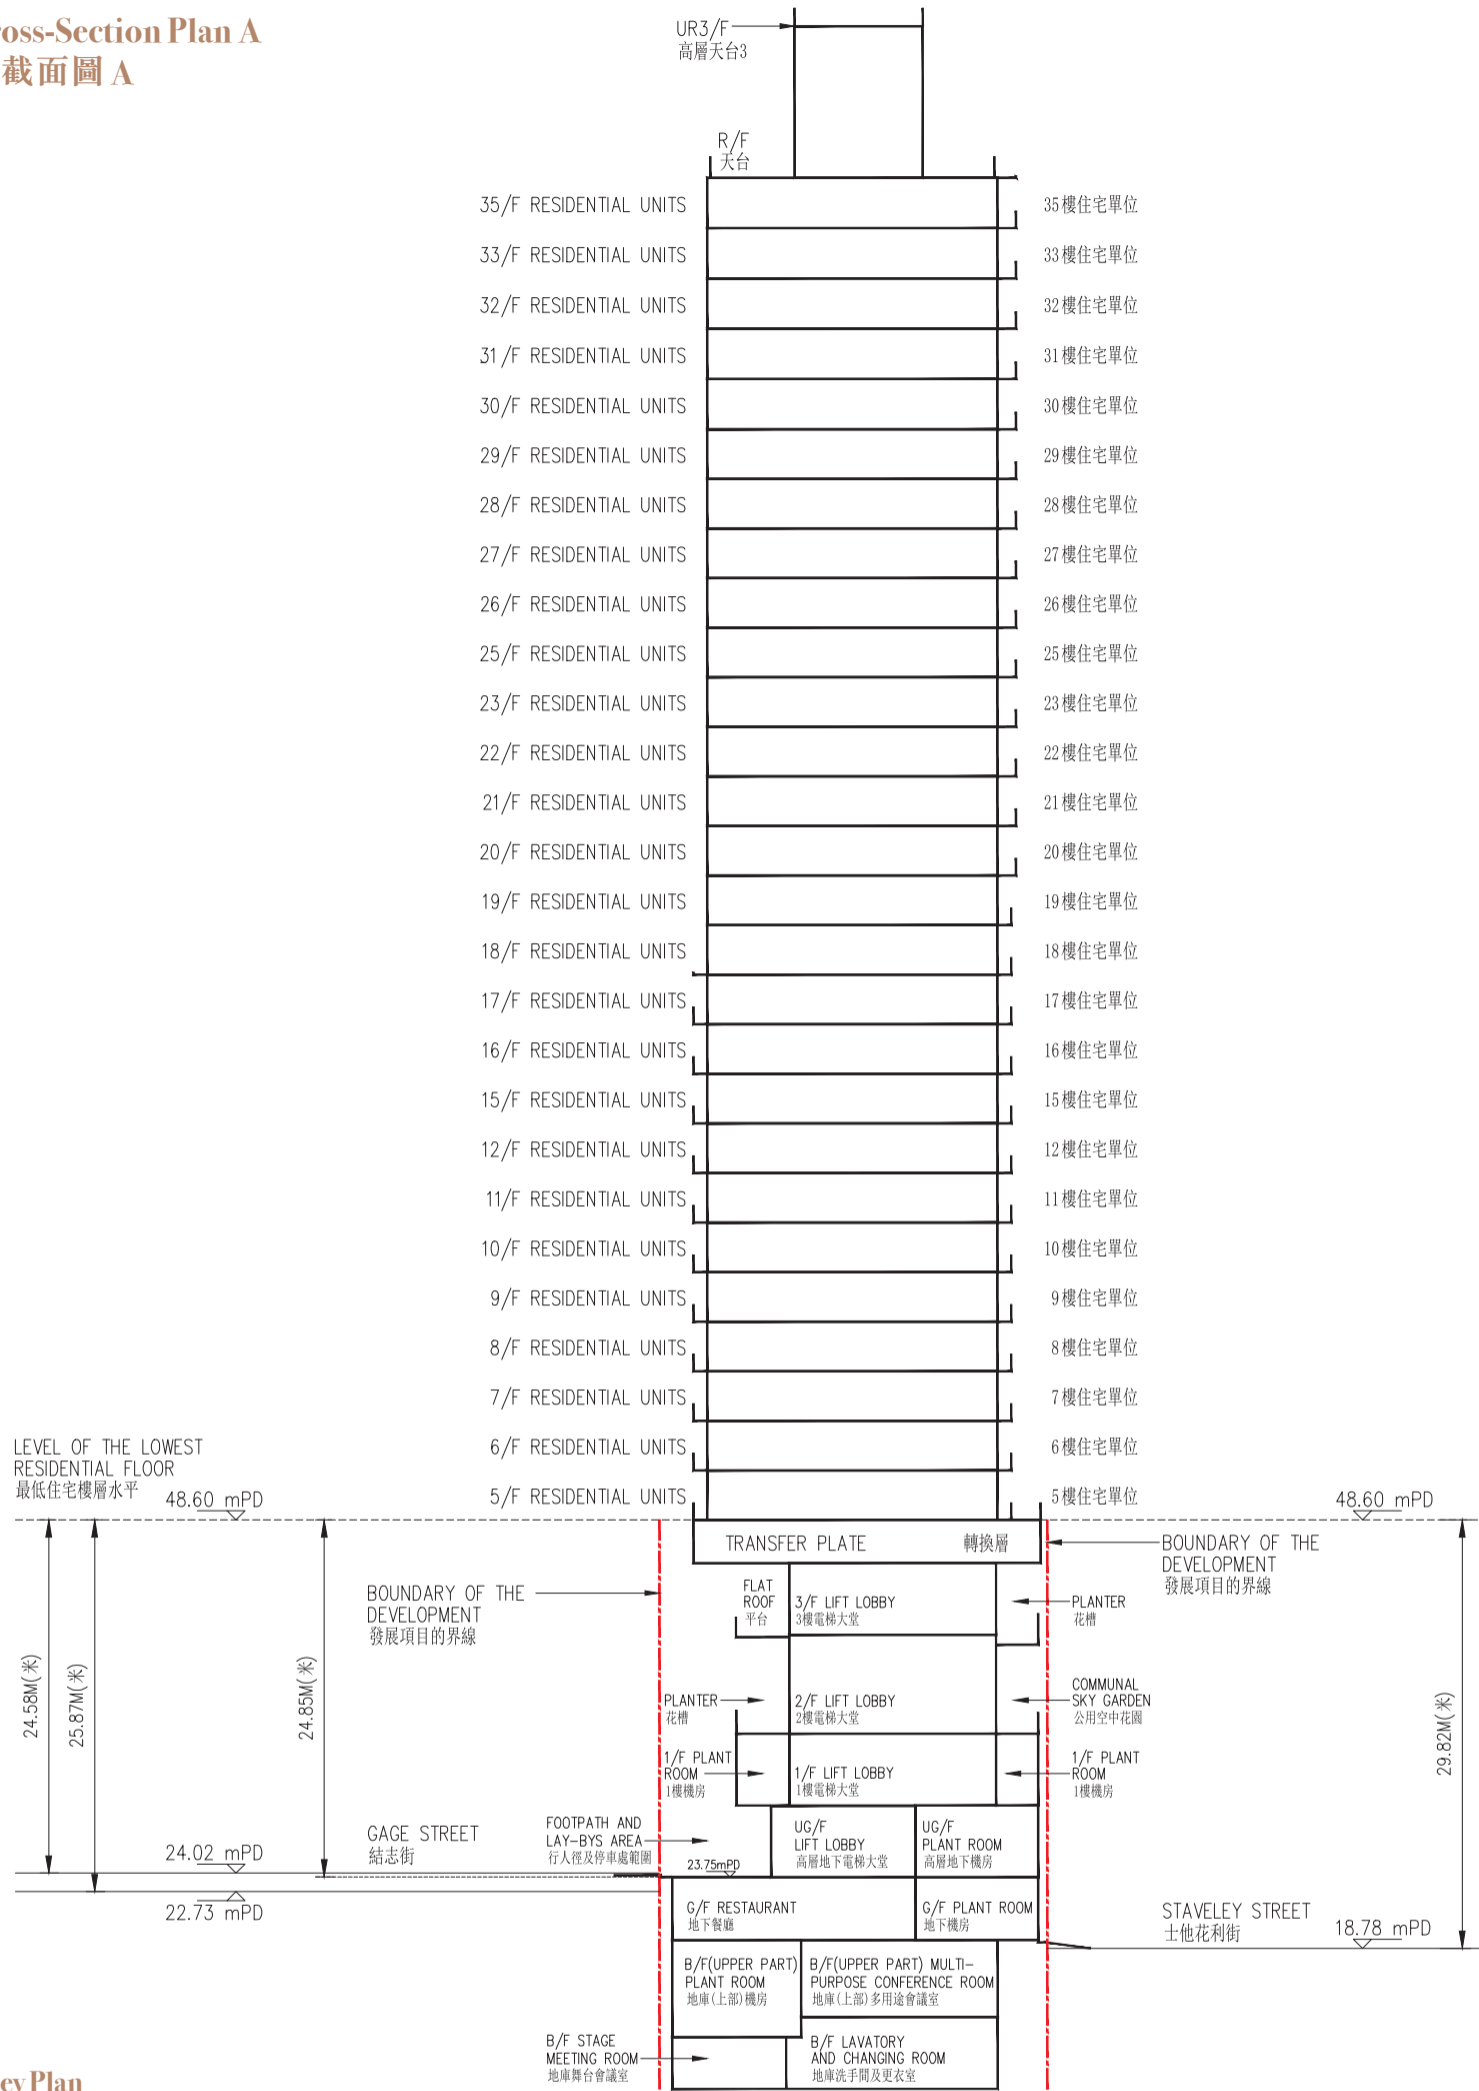 oss-Section Plan A
截面圖 A
UR3/F
高層天台3
R/F
天台
35/F RESIDENTIAL UNITS 35樓住宅單位
33/F RESIDENTIAL UNITS 33樓住宅單位
32/F RESIDENTIAL UNITS 32樓住宅單位
31/F RESIDENTIAL UNITS 31樓住宅單位
30/F RESIDENTIAL UNITS 30樓住宅單位
29/F RESIDENTIAL UNITS 29樓住宅單位
28/F RESIDENTIAL UNITS 28樓住宅單位
27/F RESIDENTIAL UNITS 27樓住宅單位
26/F RESIDENTIAL UNITS 26樓住宅單位
25/F RESIDENTIAL UNITS 25樓住宅單位
23/F RESIDENTIAL UNITS 23樓住宅單位
22/F RESIDENTIAL UNITS 22樓住宅單位
21/F RESIDENTIAL UNITS 21樓住宅單位
20/F RESIDENTIAL UNITS 20樓住宅單位
19/F RESIDENTIAL UNITS 19樓住宅單位
18/F RESIDENTIAL UNITS 18樓住宅單位
17/F RESIDENTIAL UNITS 17樓住宅單位
16/F RESIDENTIAL UNITS 16樓住宅單位
15/F RESIDENTIAL UNITS 15樓住宅單位
12/F RESIDENTIAL UNITS 12樓住宅單位
11/F RESIDENTIAL UNITS 11樓住宅單位
10/F RESIDENTIAL UNITS 10樓住宅單位
9/F RESIDENTIAL UNITS 9樓住宅單位
8/F RESIDENTIAL UNITS 8樓住宅單位
7/F RESIDENTIAL UNITS 7樓住宅單位
6/F RESIDENTIAL UNITS 6樓住宅單位
5/F RESIDENTIAL UNITS 5樓住宅單位
LEVEL OF THE LOWEST
RESIDENTIAL FLOOR
最低住宅樓層水平
48.60 mPD
48.60 mPD
TRANSFER PLATE 轉換層
BOUNDARY OF THE
DEVELOPMENT
發展項目的界線
BOUNDARY OF THE
DEVELOPMENT
發展項目的界線
FLAT
ROOF
平台
3/F LIFT LOBBY
3樓電梯大堂
PLANTER
花槽
24.58M(米)
25.87M(米)
24.85M(米)
29.82M(米)
PLANTER
花槽
2/F LIFT LOBBY
2樓電梯大堂
COMMUNAL
SKY GARDEN
公用空中花園
1/F PLANT
ROOM
1樓機房
1/F LIFT LOBBY
1樓電梯大堂
1/F PLANT
ROOM
1樓機房
GAGE STREET
結志街
24.02 mPD
22.73 mPD
FOOTPATH AND
LAY-BYS AREA
行人徑及停車處範圍
23.75mPD
UG/F
LIFT LOBBY
高層地下電梯大堂
UG/F
PLANT ROOM
高層地下機房
G/F RESTAURANT
地下餐廳
G/F PLANT ROOM
地下機房
STAVELEY STREET
士他花利街
18.78 mPD
B/F(UPPER PART)
PLANT ROOM
地庫(上部)機房
B/F(UPPER PART) MULTI-
PURPOSE CONFERENCE ROOM
地庫(上部)多用途會議室
B/F STAGE
MEETING ROOM
地庫舞台會議室
B/F LAVATORY
AND CHANGING ROOM
地庫洗手間及更衣室
ey Plan